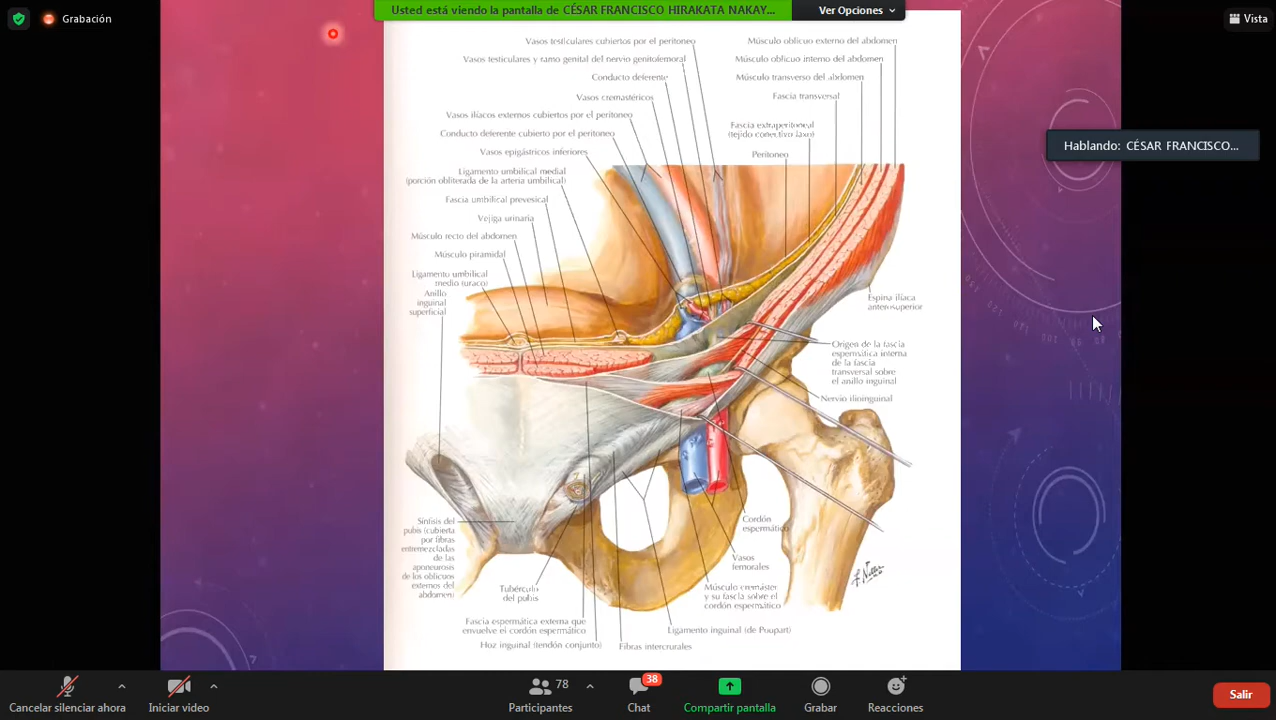 Grabación
Usted está viendo la pantalla de CÉSAR FRANCISCO HIRAKATA NAKAY...
Ver Opciones
Vista
Hablando: CÉSAR FRANCISCO...
Vasos testiculares cubiertos por el peritoneo
Vasos testiculares y ramo genital del nervio genitofemoral
Conducto deferente
Vasos cremastéricos
Vasos ilíacos externos cubiertos por el peritoneo
Conducto deferente cubierto por el peritoneo
Vasos epigástricos inferiores
Ligamento umbilical medial
(porción obliterada de la arteria umbilical)
Fascia umbilical prevesical
Vejiga urinaria
Músculo recto del abdomen
Músculo piramidal
Ligamento umbilical
medio (uraco)
Anillo
inguinal
superficial
Músculo oblicuo externo del abdomen
Músculo oblicuo interno del abdomen
Músculo transverso del abdomen
Fascia transversal
Fascia extraperitoneal
(tejido conectivo laxo)
Peritoneo
Espina ilíaca
anterosuperior
Origen de la fascia
espermática interna
de la fascia
transversal sobre
el anillo inguinal
Nervio ilioinguinal
Sínfisis del
pubis (cubierta
por fibras
entremezcladas
de las
aponeurosis
de los oblicuos
externos del
abdomen)
Tubérculo
del pubis
Cordón
espermático
Vasos
femorales
Músculo cremáster
y su fascia sobre el
cordón espermático
Fascia espermática externa que
envuelve el cordón espermático
Ligamento inguinal (de Poupart)
Hoz inguinal (tendón conjunto)
Fibras intercrurales
F. Netter
7
Cancelar silenciar ahora
Iniciar video
78
Participantes
38
Chat
Compartir pantalla
Grabar
Reacciones
Salir